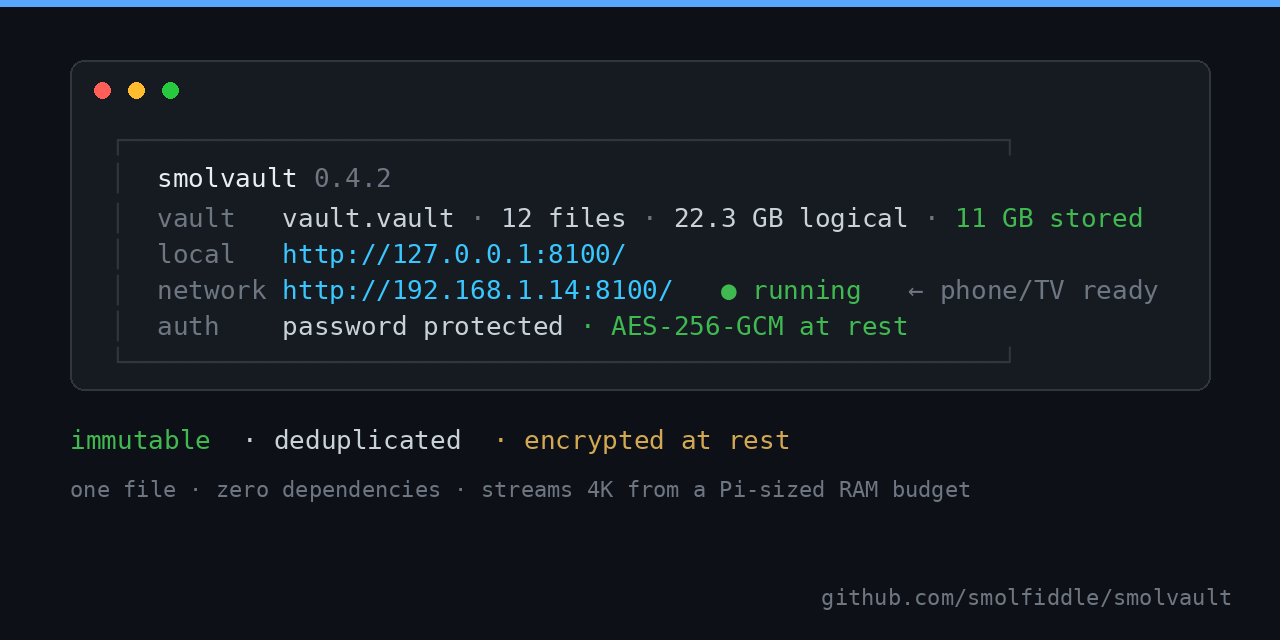 smolvault 0.4.2
vault vault.vault · 12 files · 22.3 GB logical · 11 GB stored
local http://127.0.0.1:8100/
network http://192.168.1.14:8100/ ● running ← phone/TV ready
auth password protected · AES-256-GCM at rest
immutable · deduplicated · encrypted at rest
one file · zero dependencies · streams 4K from a Pi-sized RAM budget
github.com/smolfiddle/smolvault